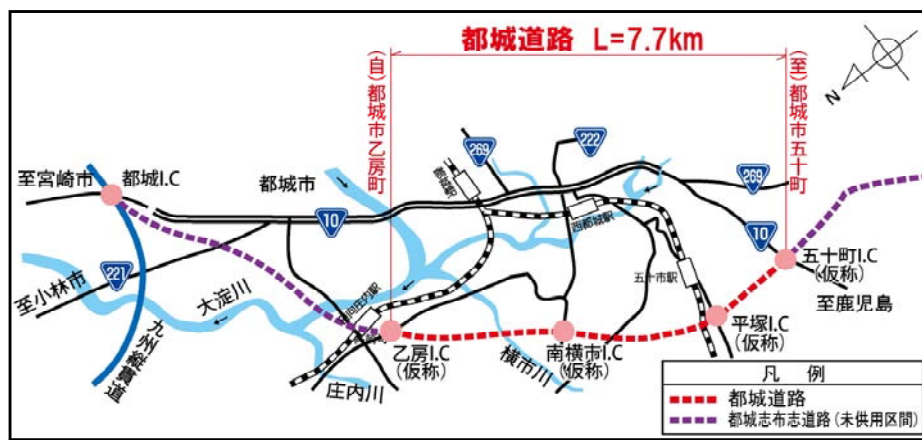 都城道路 L=7.7km
(自)都城市乙房町
(至)都城市五十町
N
269
222
269
10
10
221
至宮崎市
都城I.C
都城市
都城駅
西都城駅
五十市駅
五十町I.C
(仮称)
至鹿児島
至小林市
大淀川
九州縦貫道
乙房I.C
(仮称)
庄内川
横市川
南横市I.C
(仮称)
平塚I.C
(仮称)
凡 例
都城道路
都城志布志道路(未供用区間)